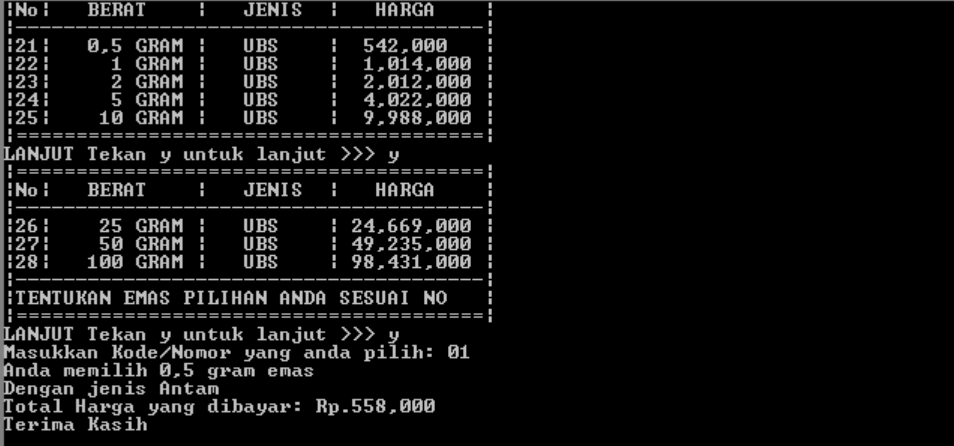 |No|   BERAT    |   JENIS  |   HARGA    |
|---------------------------------------|
|21|   0,5 GRAM |   UBS    |  542,000   |
|22|     1 GRAM |   UBS    |  1,014,000 |
|23|     2 GRAM |   UBS    |  2,012,000 |
|24|     5 GRAM |   UBS    |  4,022,000 |
|25|    10 GRAM |   UBS    |  9,988,000 |
|=======================================|
LANJUT Tekan y untuk lanjut >>> y
|=======================================|
|No|   BERAT    |   JENIS  |   HARGA    |
|---------------------------------------|
|26|    25 GRAM |   UBS    | 24,669,000 |
|27|    50 GRAM |   UBS    | 49,235,000 |
|28|   100 GRAM |   UBS    | 98,431,000 |
|---------------------------------------|
|TENTUKAN EMAS PILIHAN ANDA SESUAI NO   |
|=======================================|
LANJUT Tekan y untuk lanjut >>> y
Masukkan Kode/Nomor yang anda pilih: 01
Anda memilih 0,5 gram emas
Dengan jenis Antam
Total Harga yang dibayar: Rp.558,000
Terima Kasih